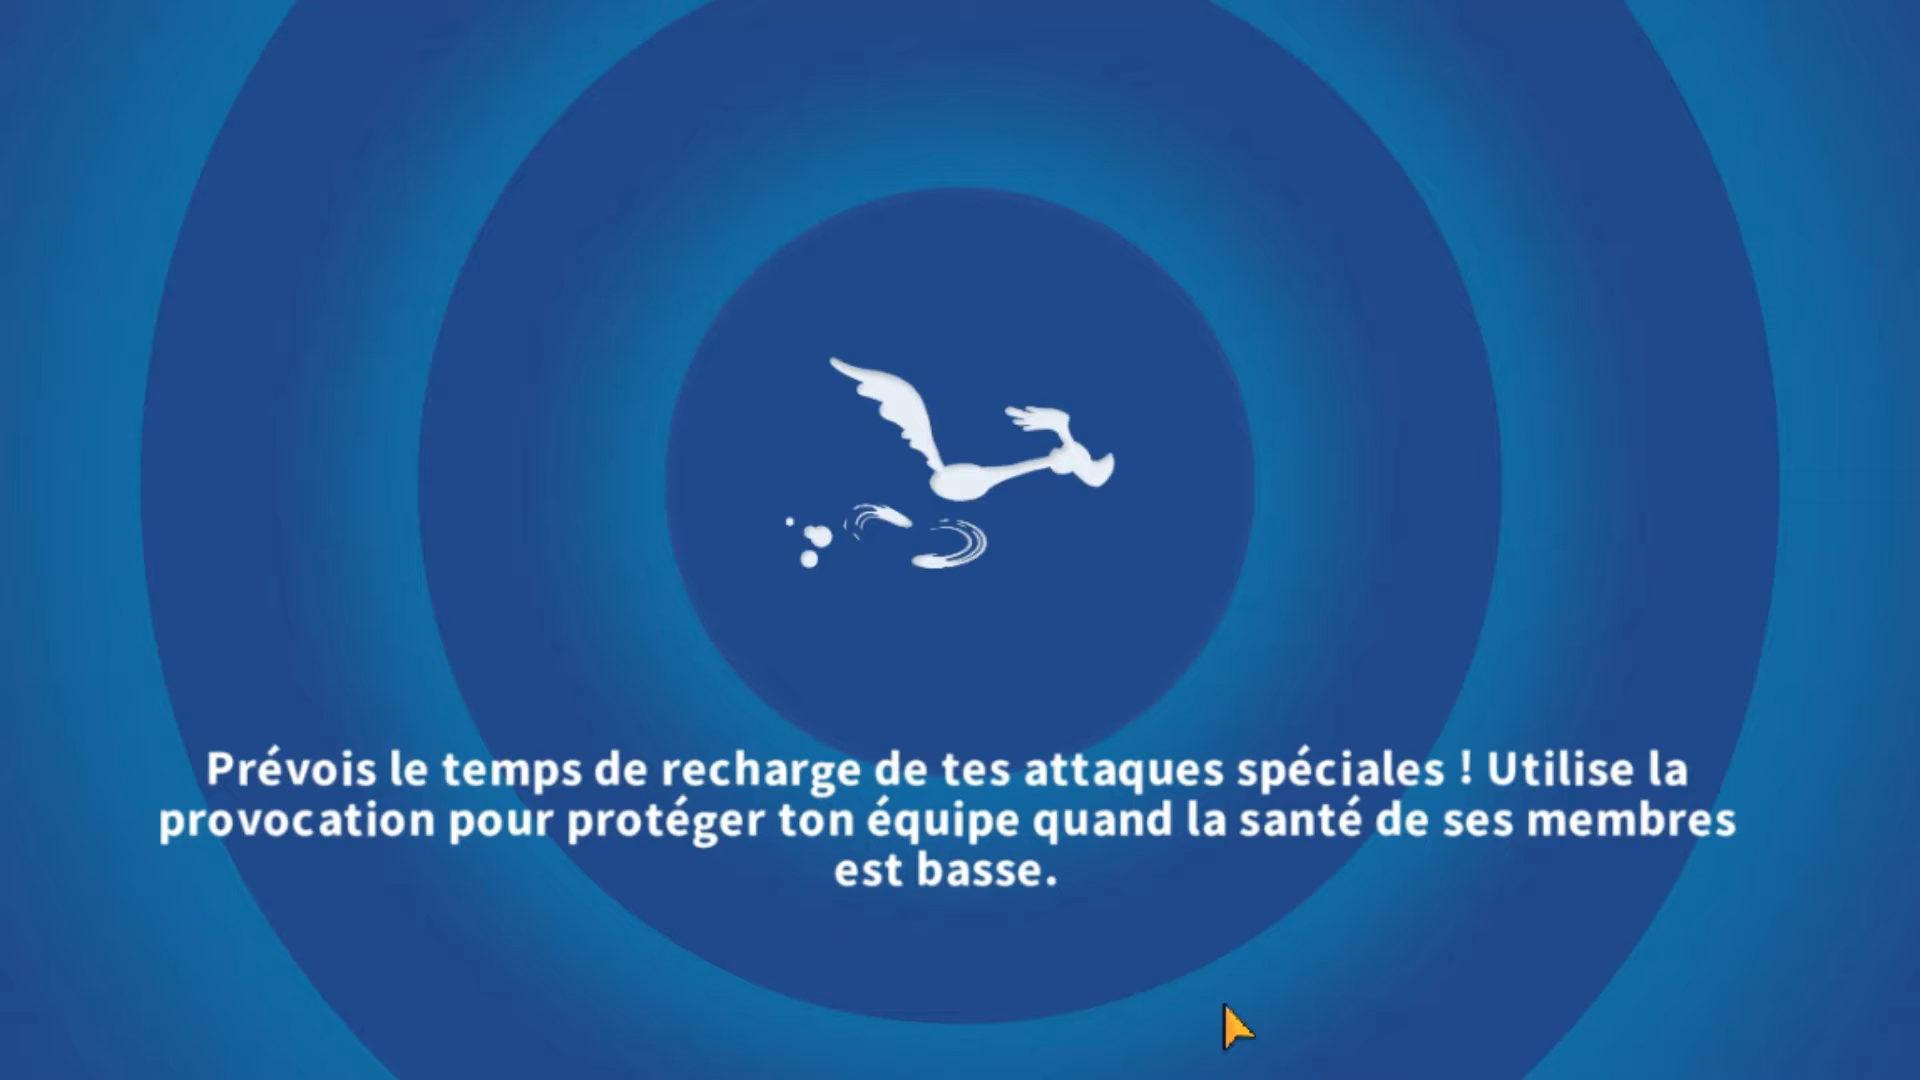 Prévois le temps de recharge de tes attaques spéciales ! Utilise la
provocation pour protéger ton équipe quand la santé de ses membres
est basse.